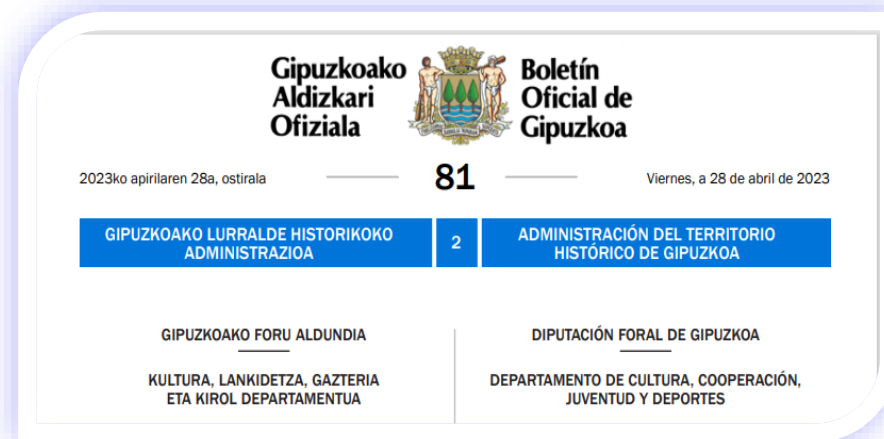 Gipuzkoako
Aldizkari
Ofiziala
Boletín
Oficial de
Gipuzkoa
2023ko apirilaren 28a, ostirala
81
Viernes, a 28 de abril de 2023
GIPUZKOAKO LURRALDE HISTORIKOKO
ADMINISTRAZIOA
2
ADMINISTRACIÓN DEL TERRITORIO
HISTÓRICO DE GIPUZKOA
GIPUZKOAKO FORU ALDUNDIA
KULTURA, LANKIDETZA, GAZTERIA
ETA KIROL DEPARTAMENTUA
DIPUTACIÓN FORAL DE GIPUZKOA
DEPARTAMENTO DE CULTURA, COOPERACIÓN,
JUVENTUD Y DEPORTES